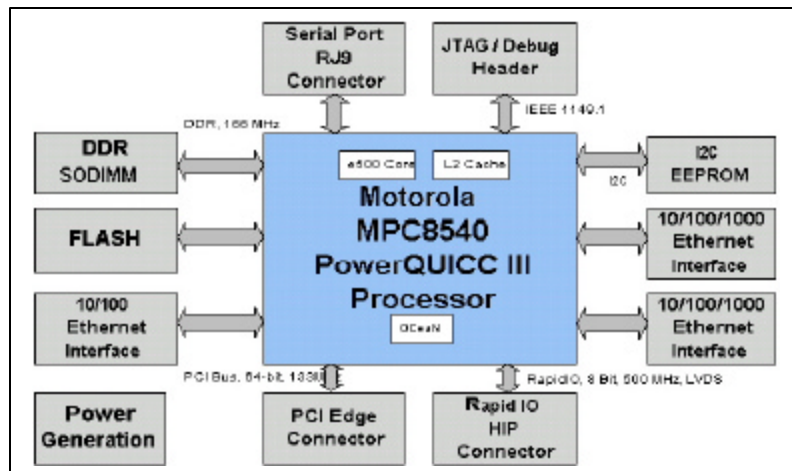 Serial Port
RJ9
Connector
JTAG / Debug
Header
DDR, 166 MHz
IEEE 1149.1
DDR
SODIMM
e500 Core
L2 Cache
I2C
EEPROM
I2C
Motorola
MPC8540
PowerQUICC III
Processor
FLASH
10/100/1000
Ethernet
Interface
10/100
Ethernet
Interface
OCeaN
10/100/1000
Ethernet
Interface
PCI Bus, 64-bit, 133M
RapidIO, 8 Bit, 500 MHz, LVDS
Power
Generation
PCI Edge
Connector
Rapid IO
HIP
Connector